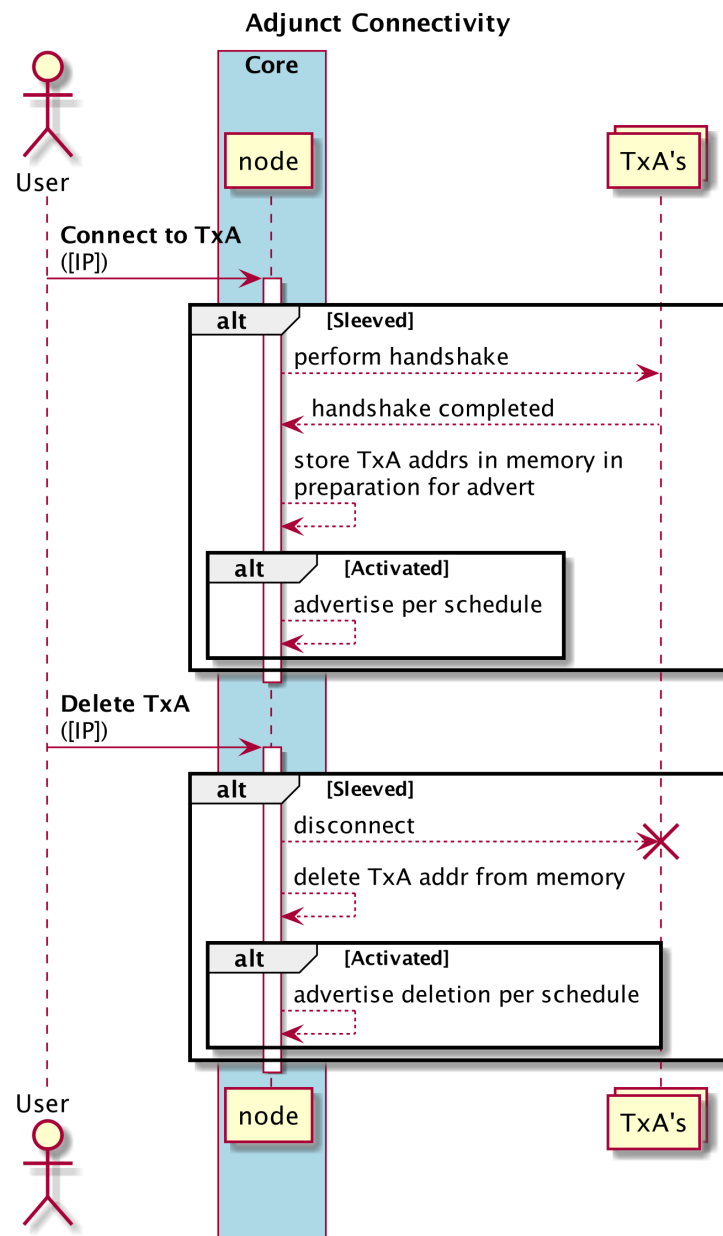 Adjunct Connectivity
Core
User
node
TxA's
Connect to TxA
([IP])
alt [Sleeved]
perform handshake
handshake completed
store TxA addrs in memory in
preparation for advert
alt [Activated]
advertise per schedule
Delete TxA
([IP])
alt [Sleeved]
disconnect
delete TxA addr from memory
alt [Activated]
advertise deletion per schedule
User
node
TxA's